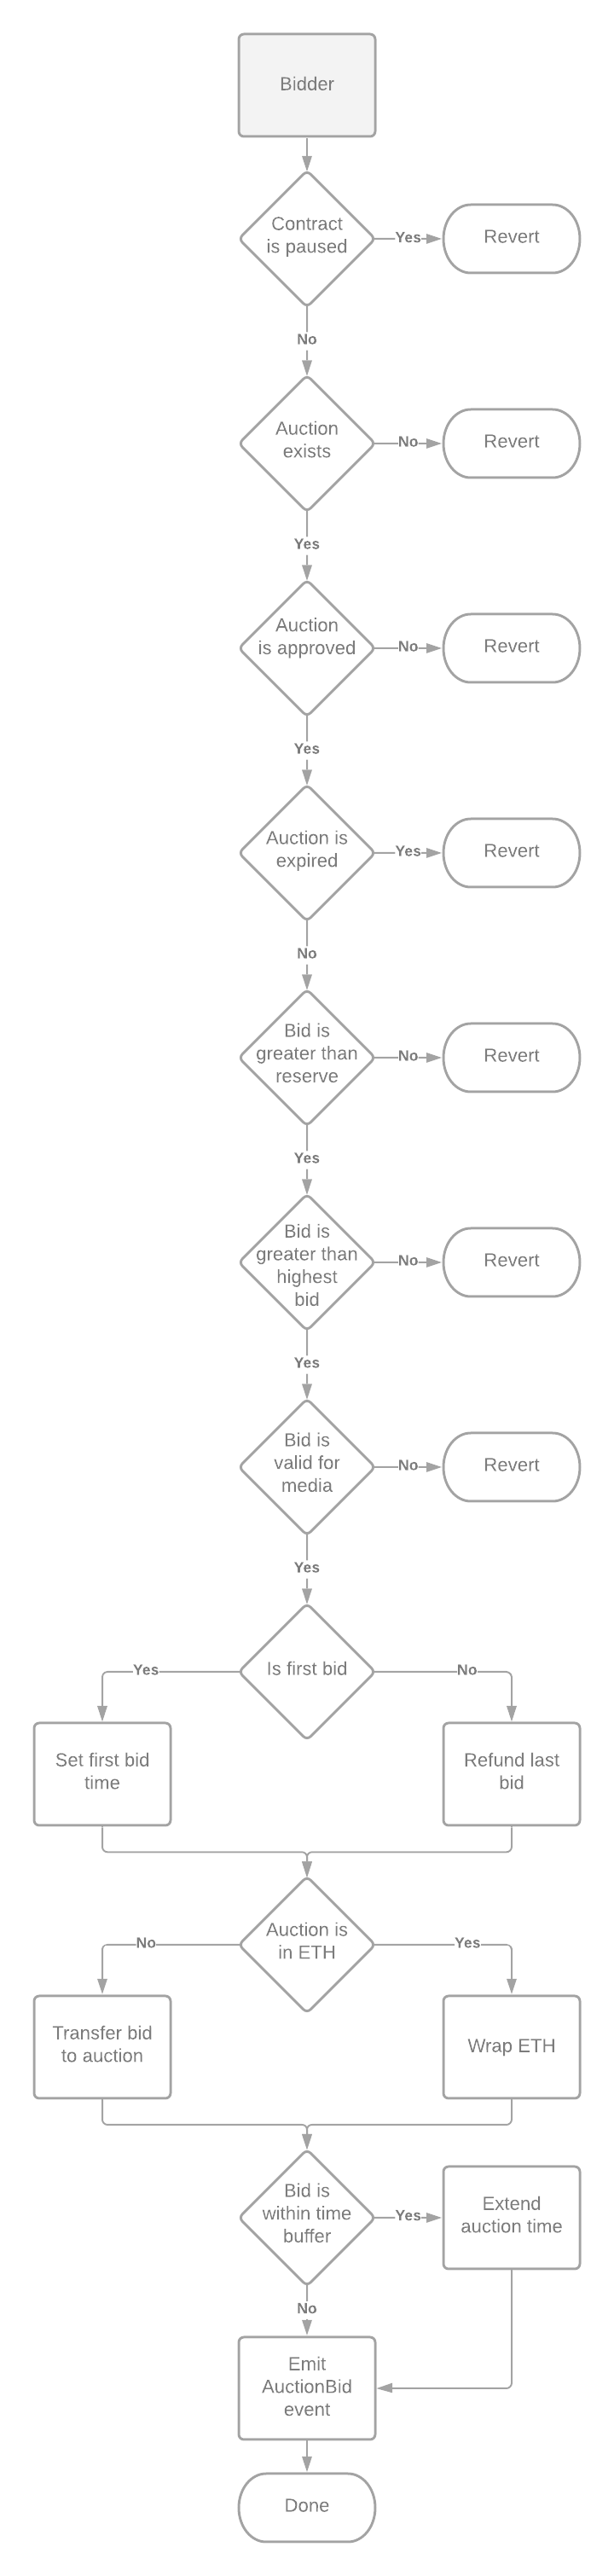 Bidder
Contract
is paused
Yes
Revert
No
Auction
exists
No
Revert
Yes
Auction
is approved
No
Revert
Yes
Auction is
expired
Yes
Revert
No
Bid is
greater than
reserve
No
Revert
Yes
Bid is
greater than
highest
bid
No
Revert
Yes
Bid is
valid for
media
No
Revert
Yes
Is first bid
Yes
No
Set first bid
time
Refund last
bid
Auction is
in ETH
No
Yes
Transfer bid
to auction
Wrap ETH
Bid is
within time
buffer
Yes
Extend
auction time
No
Emit
AuctionBid
event
Done